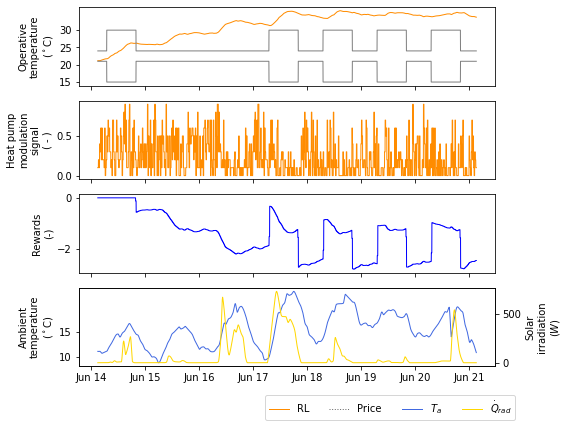 Operative
temperature
(°C)
30
25
20
15
Heat pump
modulation
signal
( - )
0.5
0.0
Rewards
(-)
0
−2
Ambient
temperature
(°C)
15
10
500
0
Solar
irradiation
(W)
Jun 14 Jun 15 Jun 16 Jun 17 Jun 18 Jun 19 Jun 20 Jun 21
RL Price T_a Q̇_rad